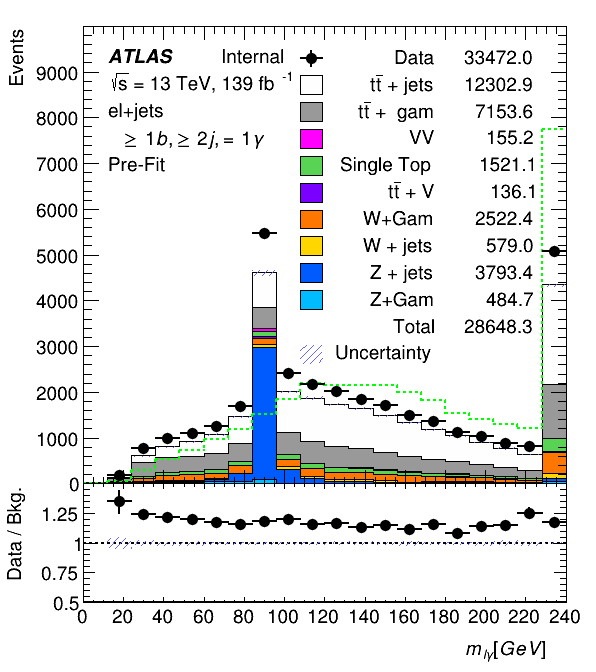 Events
ATLAS Internal
√s = 13 TeV, 139 fb⁻¹
el+jets
≥ 1b, ≥ 2j, = 1γ
Pre-Fit
Data 33472.0
tt̄ + jets 12302.9
tt̄ + gam 7153.6
VV 155.2
Single Top 1521.1
tt̄ + V 136.1
W+Gam 2522.4
W + jets 579.0
Z + jets 3793.4
Z+Gam 484.7
Total 28648.3
Uncertainty
9000
8000
7000
6000
5000
4000
3000
2000
1000
0
Data / Bkg.
1.25
1
0.75
0.5
0 20 40 60 80 100 120 140 160 180 200 220 240
m_lγ[GeV]